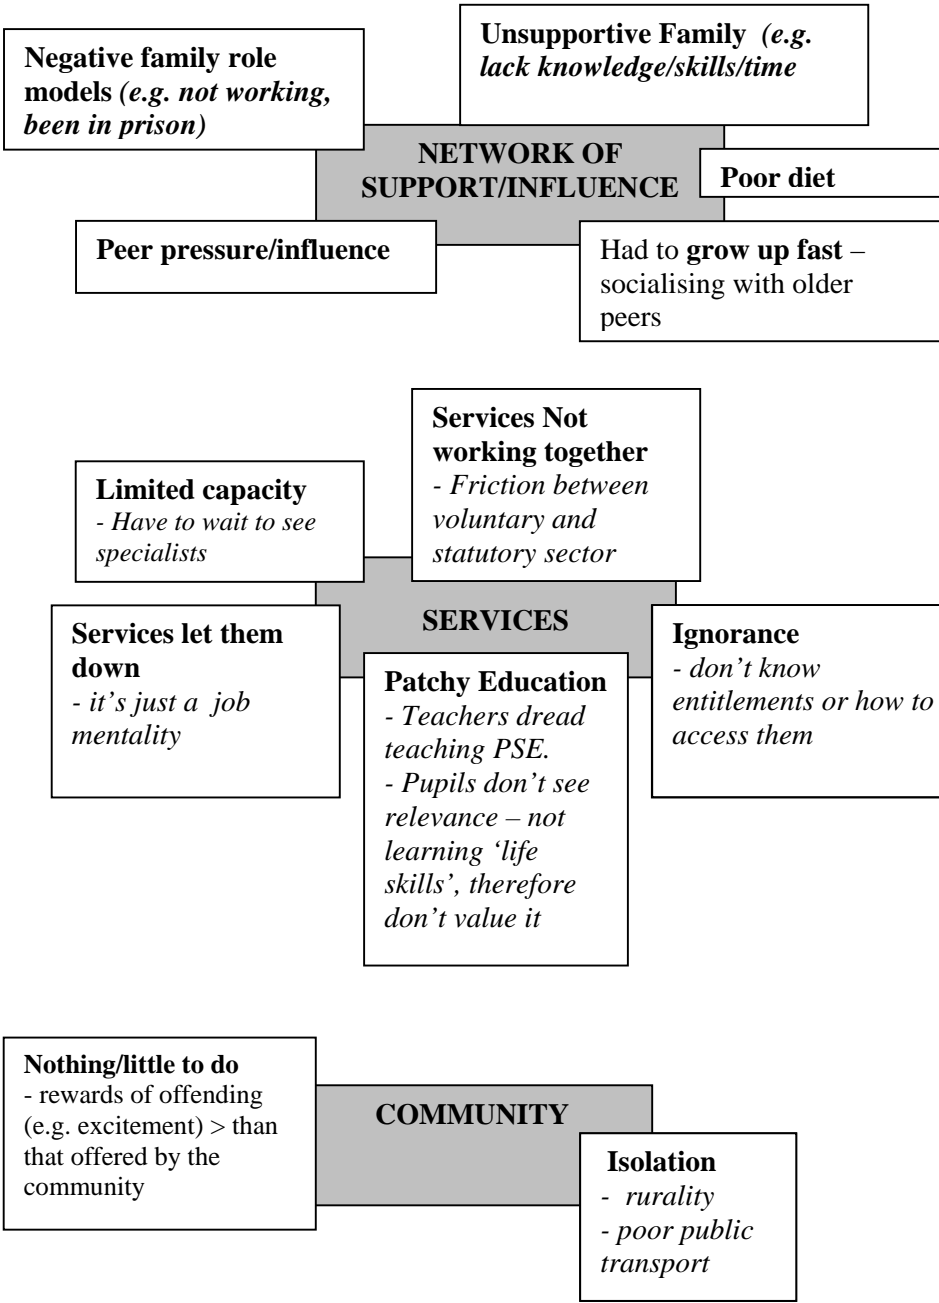 Negative family role
models (e.g. not working,
been in prison)
Unsupportive Family (e.g.
lack knowledge/skills/time
NETWORK OF
SUPPORT/INFLUENCE
Poor diet
Peer pressure/influence
Had to grow up fast –
socialising with older
peers
Services Not
working together
- Friction between
voluntary and
statutory sector
Limited capacity
- Have to wait to see
specialists
SERVICES
Services let them
down
- it's just a job
mentality
Patchy Education
- Teachers dread
teaching PSE.
- Pupils don't see
relevance – not
learning 'life
skills', therefore
don't value it
Ignorance
- don't know
entitlements or how to
access them
Nothing/little to do
- rewards of offending
(e.g. excitement) > than
that offered by the
community
COMMUNITY
Isolation
- rurality
- poor public
transport